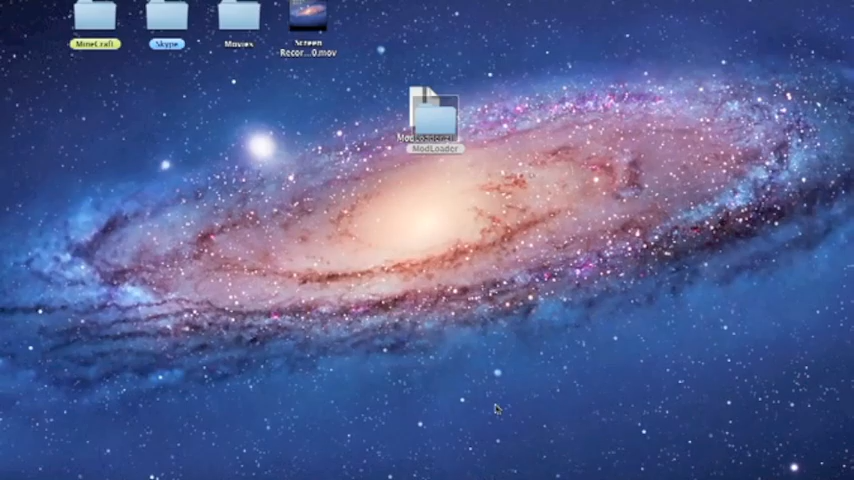 MineCraft
Skype
Movies
Screen
Recor...0.mov
ModLoader